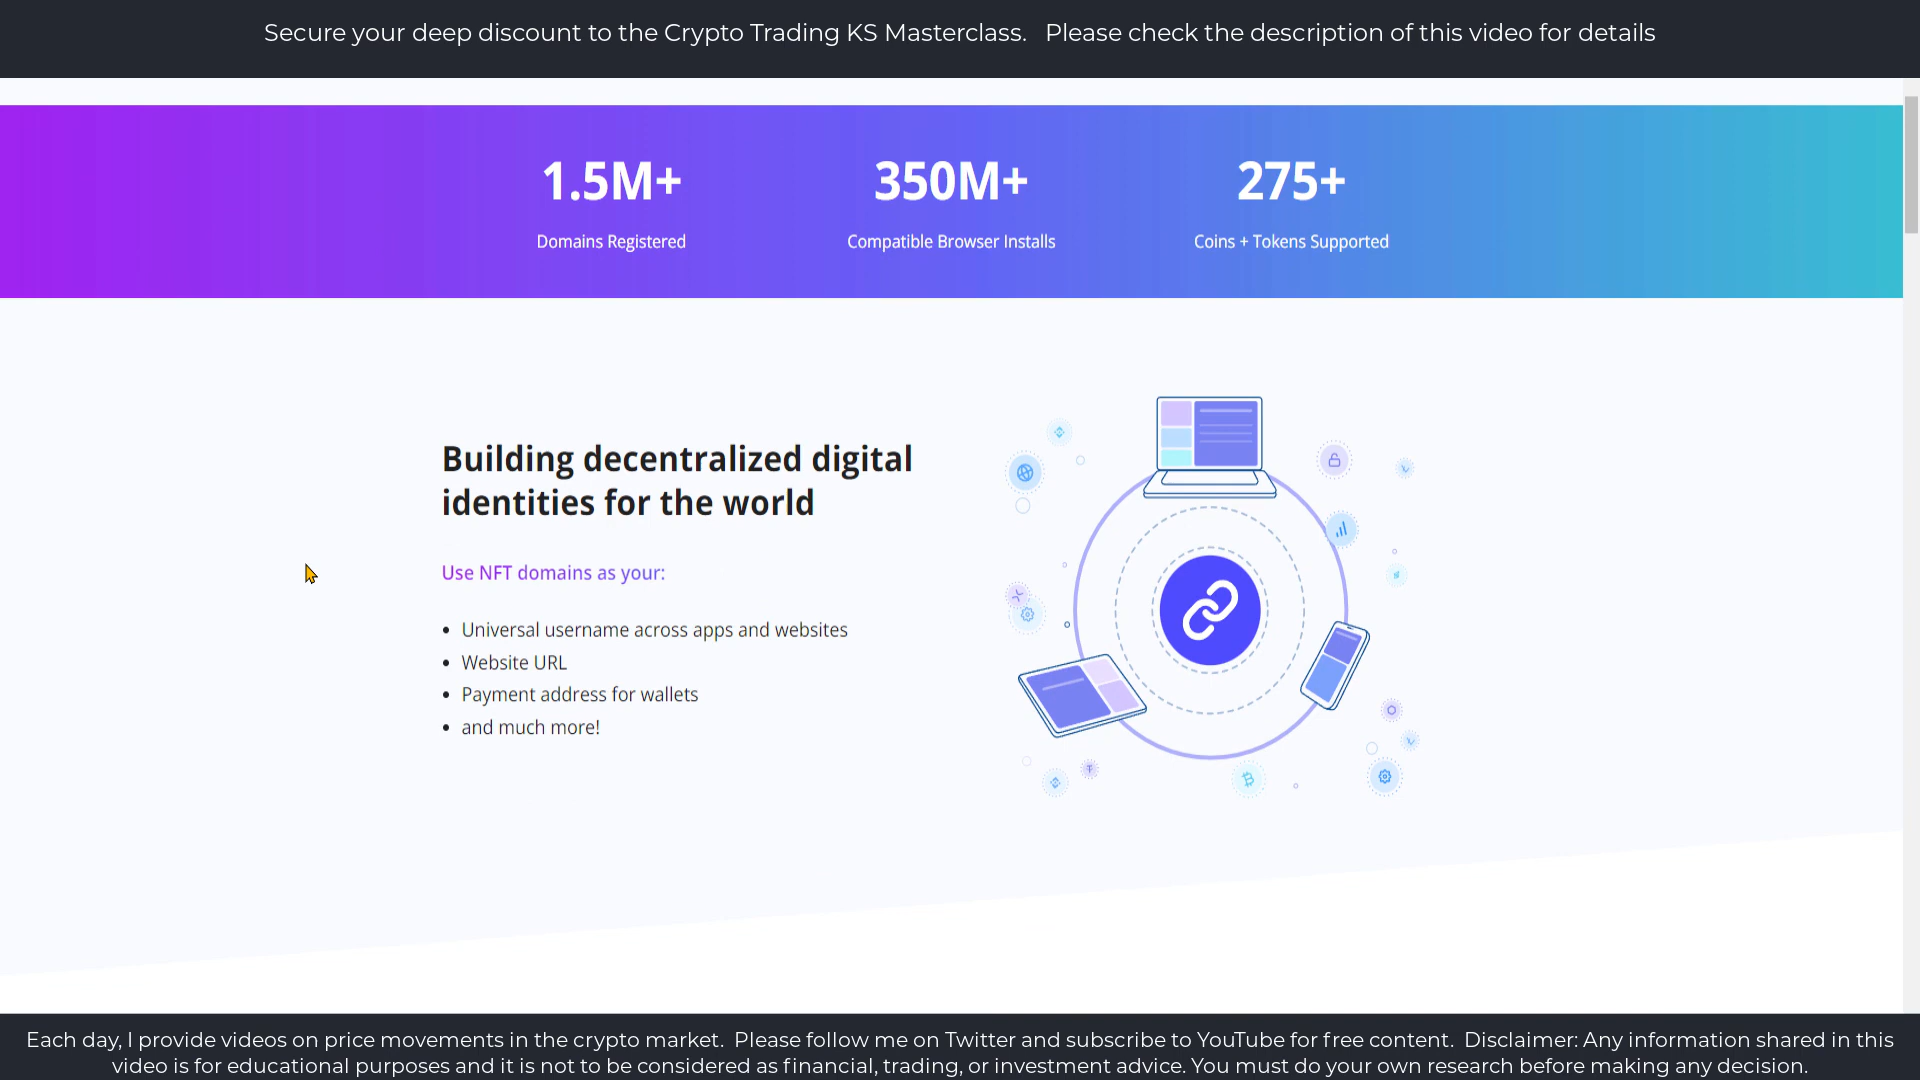 Secure your deep discount to the Crypto Trading KS Masterclass. Please check the description of this video for details
1.5M+
350M+
275+
Domains Registered
Compatible Browser Installs
Coins + Tokens Supported
Building decentralized digital
identities for the world
Use NFT domains as your:
• Universal username across apps and websites
• Website URL
• Payment address for wallets
• and much more!
Each day, I provide videos on price movements in the crypto market. Please follow me on Twitter and subscribe to YouTube for free content. Disclaimer: Any information shared in this
video is for educational purposes and it is not to be considered as financial, trading, or investment advice. You must do your own research before making any decision.